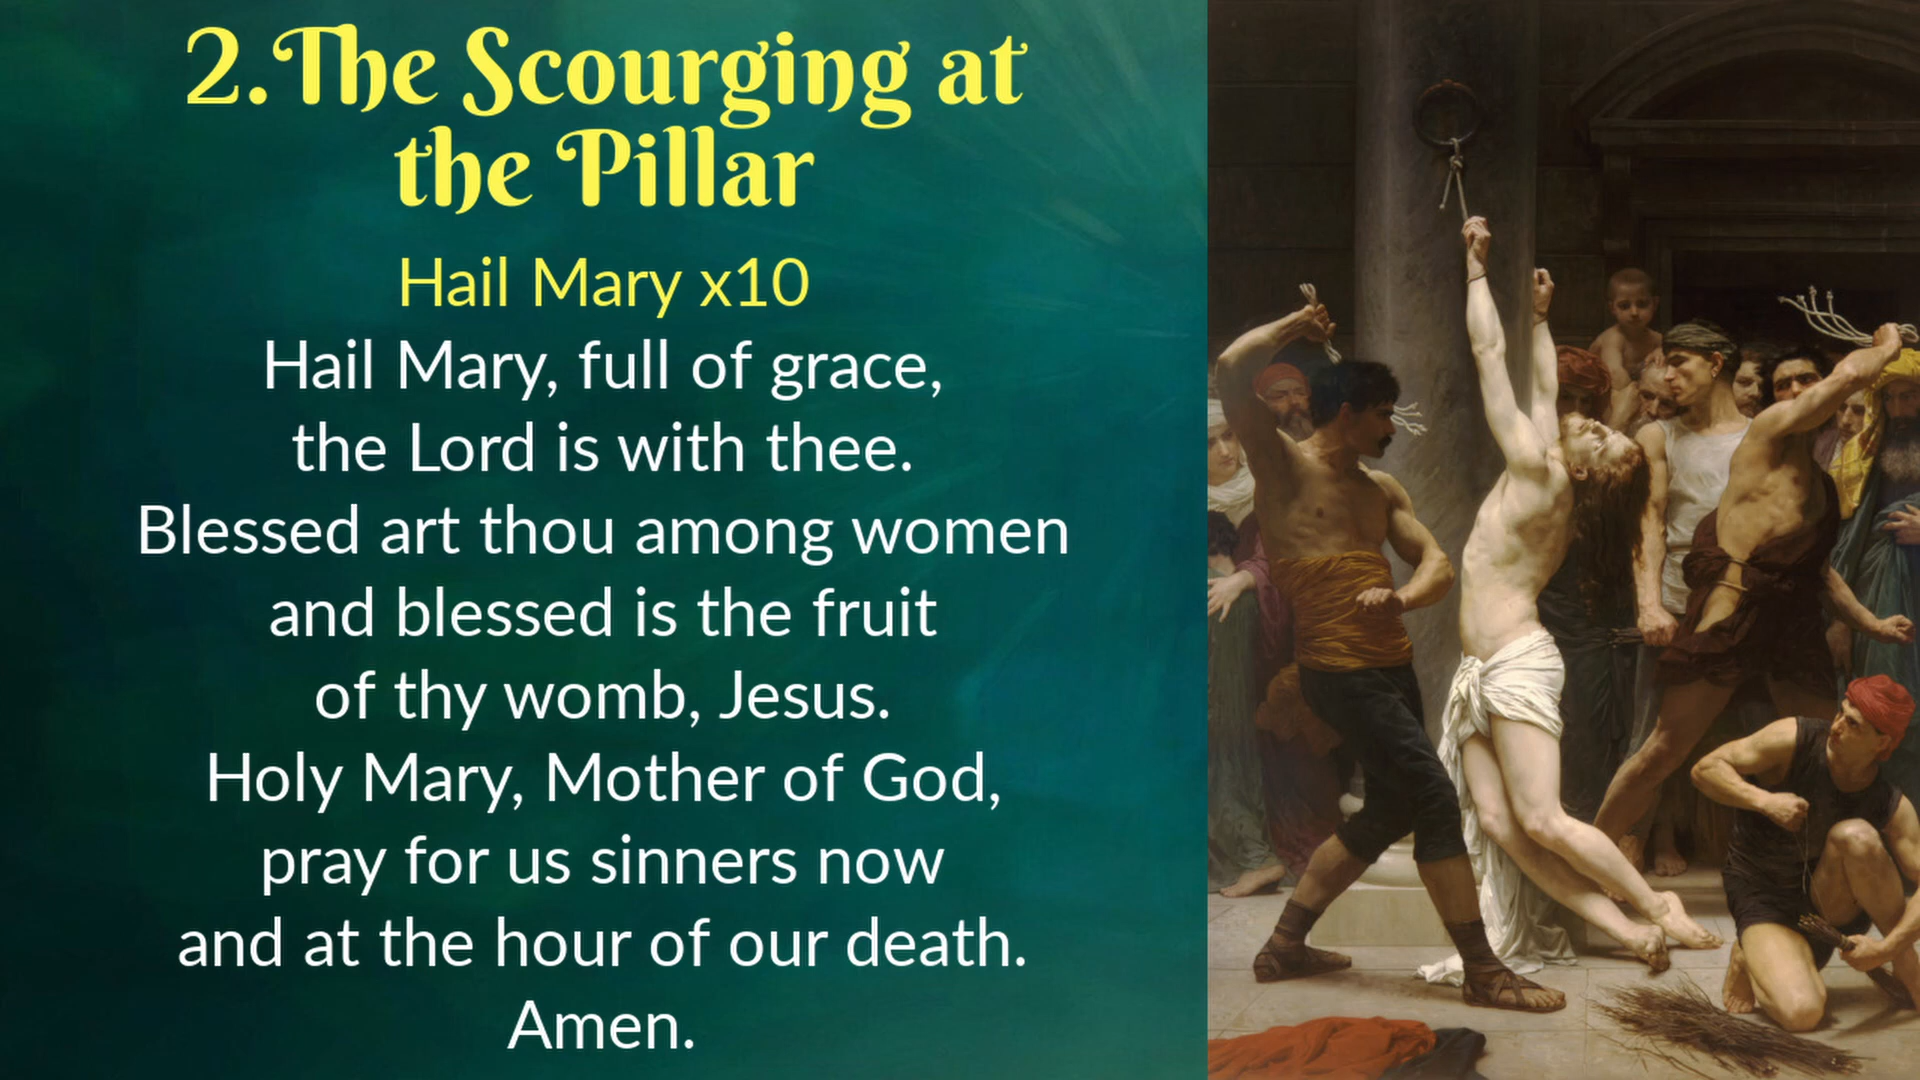 2.The Scourging at
the Pillar
Hail Mary x10
Hail Mary, full of grace,
the Lord is with thee.
Blessed art thou among women
and blessed is the fruit
of thy womb, Jesus.
Holy Mary, Mother of God,
pray for us sinners now
and at the hour of our death.
Amen.